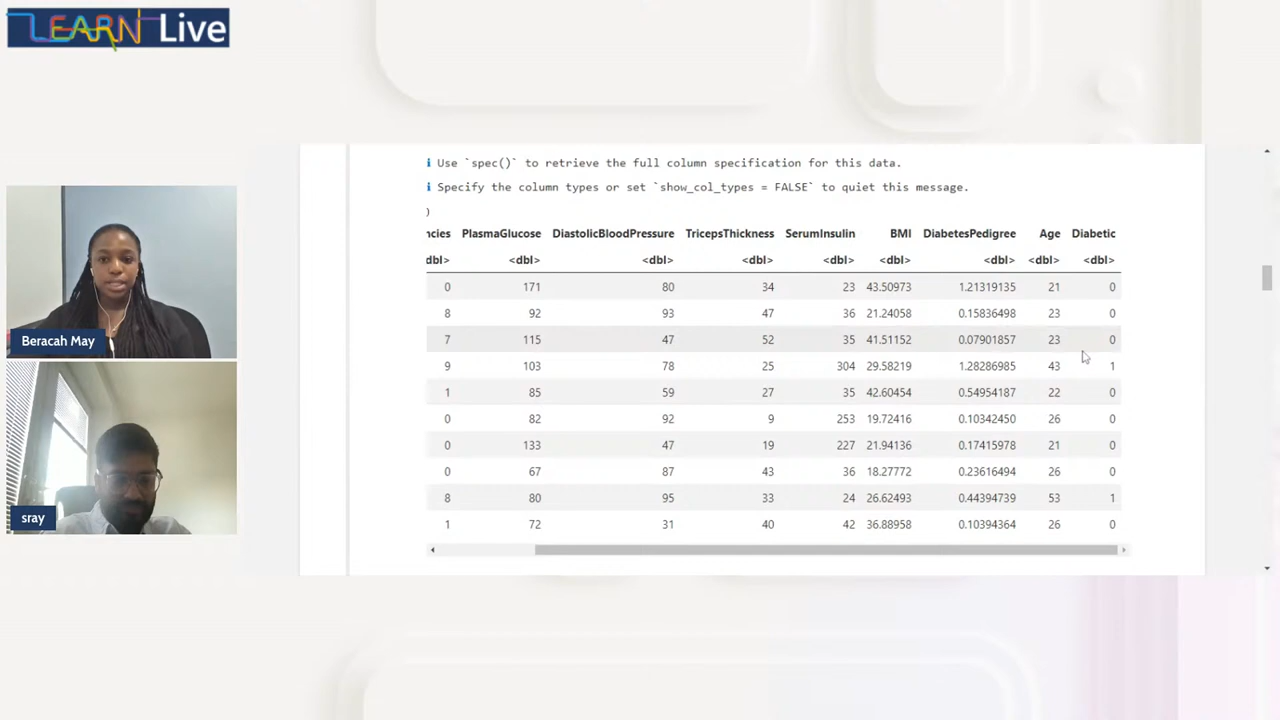 LEARN Live
ℹ Use `spec()` to retrieve the full column specification for this data.
ℹ Specify the column types or set `show_col_types = FALSE` to quiet this message.
)
ncies PlasmaGlucose DiastolicBloodPressure TricepsThickness SerumInsulin BMI DiabetesPedigree Age Diabetic
dbl> <dbl> <dbl> <dbl> <dbl> <dbl> <dbl> <dbl> <dbl>
0 171 80 34 23 43.50973 1.21319135 21 0
8 92 93 47 36 21.24058 0.15836498 23 0
7 115 47 52 35 41.51152 0.07901857 23 0
9 103 78 25 304 29.58219 1.28286985 43 1
1 85 59 27 35 42.60454 0.54954187 22 0
0 82 92 9 253 19.72416 0.10342450 26 0
0 133 47 19 227 21.94136 0.17415978 21 0
0 67 87 43 36 18.27772 0.23616494 26 0
8 80 95 33 24 26.62493 0.44394739 53 1
1 72 31 40 42 36.88958 0.10394364 26 0
Beracah May
sray